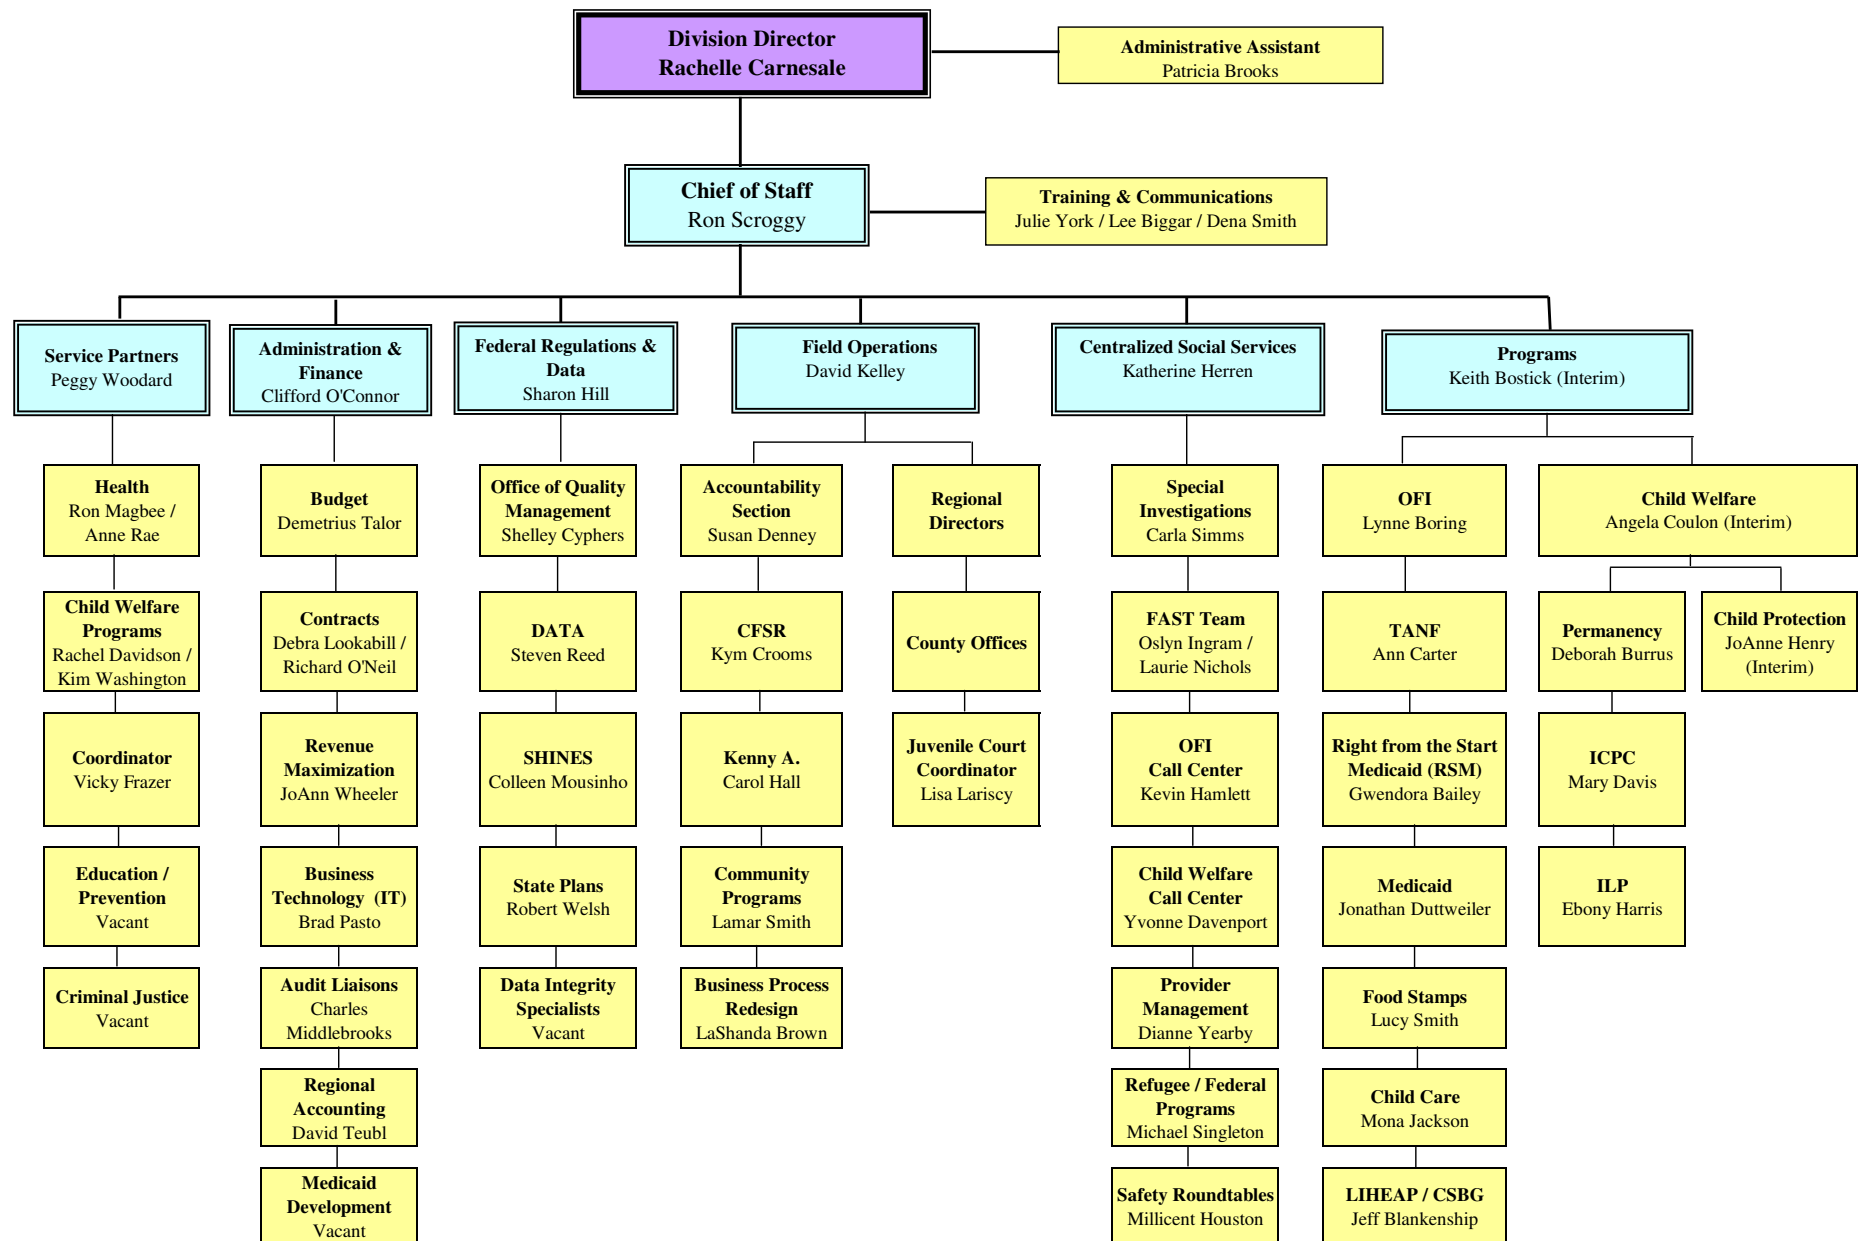 Division Director
Rachelle Carnesale
Administrative Assistant
Patricia Brooks
Chief of Staff
Ron Scroggy
Training & Communications
Julie York / Lee Biggar / Dena Smith
Service Partners
Peggy Woodard
Administration &
Finance
Clifford O'Connor
Federal Regulations &
Data
Sharon Hill
Field Operations
David Kelley
Centralized Social Services
Katherine Herren
Programs
Keith Bostick (Interim)
Health
Ron Magbee /
Anne Rae
Budget
Demetrius Talor
Office of Quality
Management
Shelley Cyphers
Accountability
Section
Susan Denney
Regional
Directors
Special
Investigations
Carla Simms
OFI
Lynne Boring
Child Welfare
Angela Coulon (Interim)
Child Welfare
Programs
Rachel Davidson /
Kim Washington
Contracts
Debra Lookabill /
Richard O'Neil
DATA
Steven Reed
CFSR
Kym Crooms
County Offices
FAST Team
Oslyn Ingram /
Laurie Nichols
TANF
Ann Carter
Permanency
Deborah Burrus
Child Protection
JoAnne Henry
(Interim)
Coordinator
Vicky Frazer
Revenue
Maximization
JoAnn Wheeler
SHINES
Colleen Mousinho
Kenny A.
Carol Hall
Juvenile Court
Coordinator
Lisa Lariscy
OFI
Call Center
Kevin Hamlett
Right from the Start
Medicaid (RSM)
Gwendora Bailey
ICPC
Mary Davis
Education /
Prevention
Vacant
Business
Technology (IT)
Brad Pasto
State Plans
Robert Welsh
Community
Programs
Lamar Smith
Child Welfare
Call Center
Yvonne Davenport
Medicaid
Jonathan Duttweiler
ILP
Ebony Harris
Criminal Justice
Vacant
Audit Liaisons
Charles
Middlebrooks
Data Integrity
Specialists
Vacant
Business Process
Redesign
LaShanda Brown
Provider
Management
Dianne Yearby
Food Stamps
Lucy Smith
Regional
Accounting
David Teubl
Refugee / Federal
Programs
Michael Singleton
Child Care
Mona Jackson
Medicaid
Development
Vacant
Safety Roundtables
Millicent Houston
LIHEAP / CSBG
Jeff Blankenship